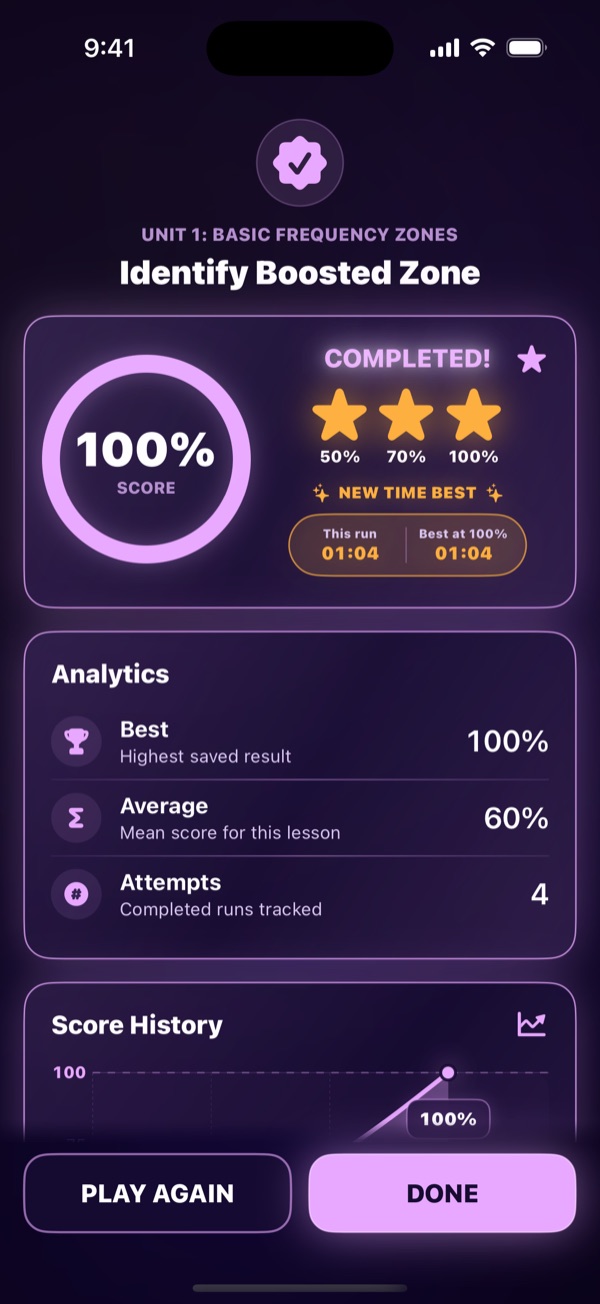 9:41
UNIT 1: BASIC FREQUENCY ZONES
Identify Boosted Zone
100%
SCORE
COMPLETED!
50% 70% 100%
NEW TIME BEST
This run Best at 100%
01:04 01:04
Analytics
Best
Highest saved result
100%
Σ
Average
Mean score for this lesson
60%
#
Attempts
Completed runs tracked
4
Score History
100
100%
PLAY AGAIN DONE